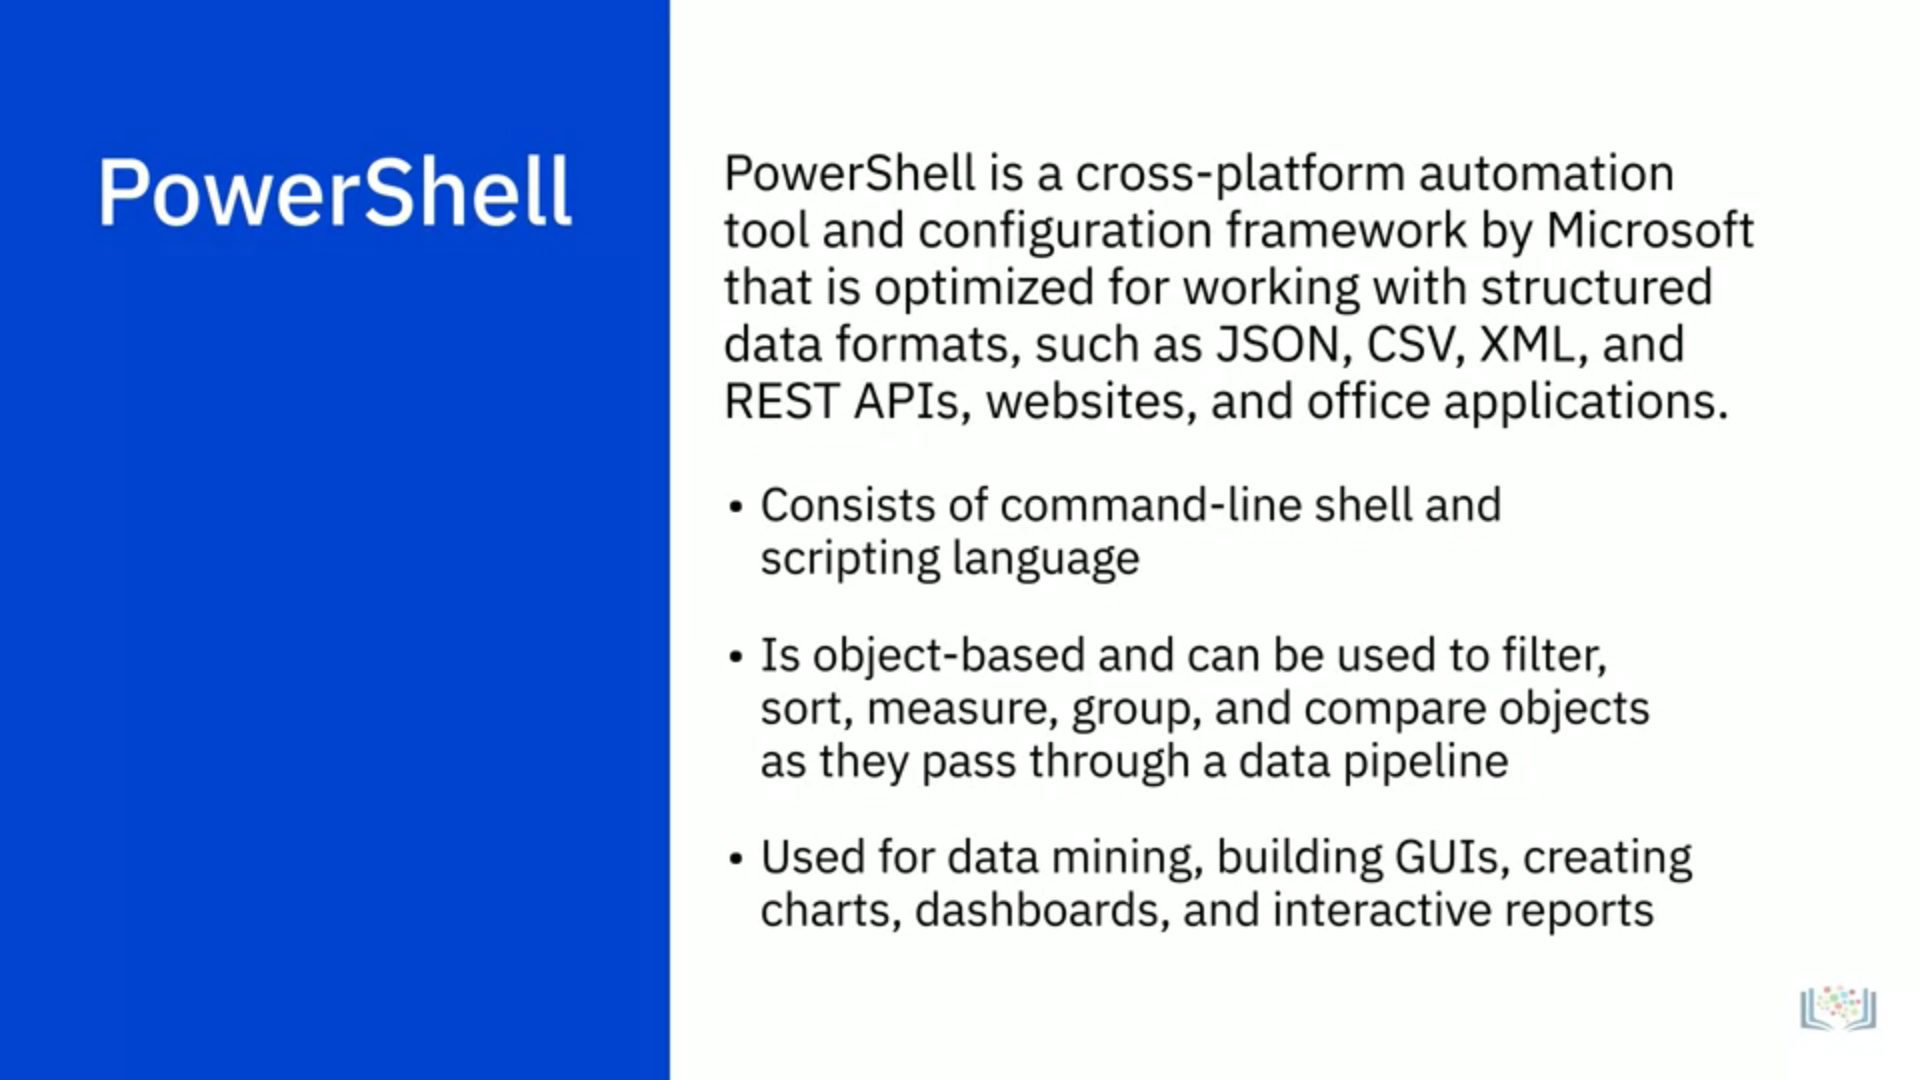 PowerShell
PowerShell is a cross-platform automation
tool and configuration framework by Microsoft
that is optimized for working with structured
data formats, such as JSON, CSV, XML, and
REST APIs, websites, and office applications.
• Consists of command-line shell and
scripting language
• Is object-based and can be used to filter,
sort, measure, group, and compare objects
as they pass through a data pipeline
• Used for data mining, building GUIs, creating
charts, dashboards, and interactive reports